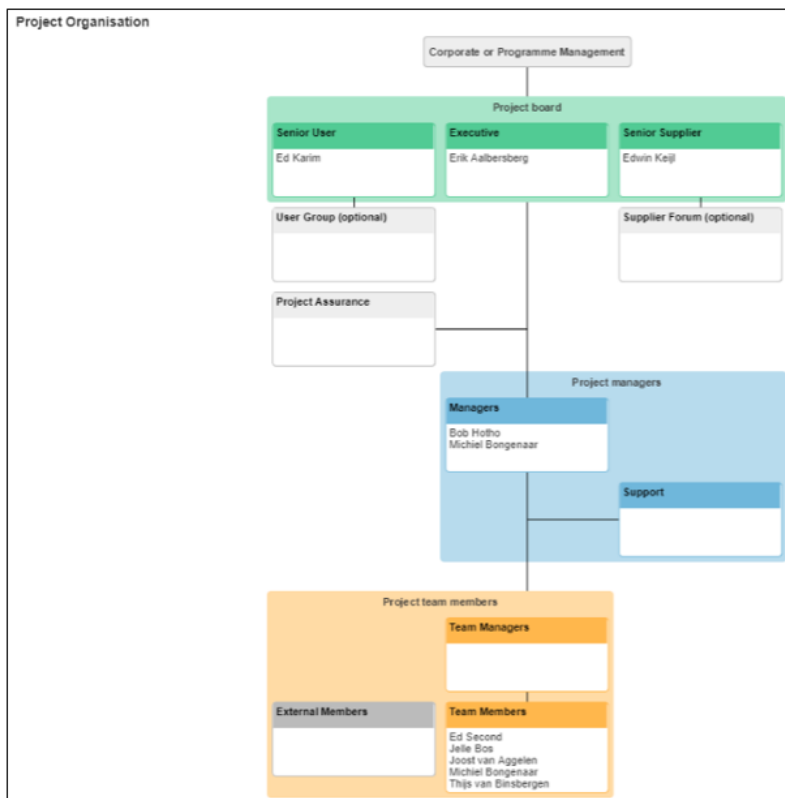 Project Organisation
Corporate or Programme Management
Project board
Senior User
Executive
Senior Supplier
Ed Karim
Erik Aalbersberg
Edwin Keijl
User Group (optional)
Supplier Forum (optional)
Project Assurance
Project managers
Managers
Bob Hotho
Michiel Bongenaar
Support
Project team members
Team Managers
External Members
Team Members
Ed Second
Jelle Bos
Joost van Aggelen
Michiel Bongenaar
Thijs van Binsbergen